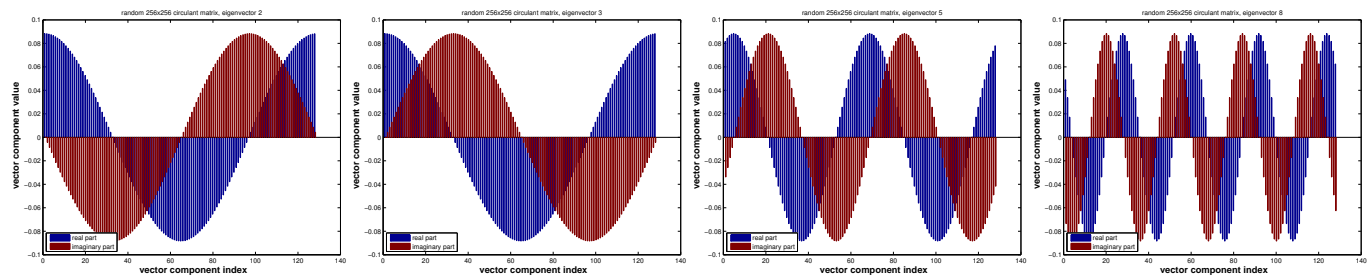 random 256x256 circulant matrix, eigenvector 2
0.1
0.08
0.06
0.04
0.02
0
−0.02
−0.04
−0.06
−0.08
−0.1
vector component value
real part
imaginary part
0 20 40 60 80 100 120 140
vector component index
random 256x256 circulant matrix, eigenvector 3
0.1
0.08
0.06
0.04
0.02
0
−0.02
−0.04
−0.06
−0.08
−0.1
vector component value
real part
imaginary part
0 20 40 60 80 100 120 140
vector component index
random 256x256 circulant matrix, eigenvector 5
0.1
0.08
0.06
0.04
0.02
0
−0.02
−0.04
−0.06
−0.08
−0.1
vector component value
real part
imaginary part
0 20 40 60 80 100 120 140
vector component index
random 256x256 circulant matrix, eigenvector 8
0.1
0.08
0.06
0.04
0.02
0
−0.02
−0.04
−0.06
−0.08
−0.1
vector component value
real part
imaginary part
0 20 40 60 80 100 120 140
vector component index